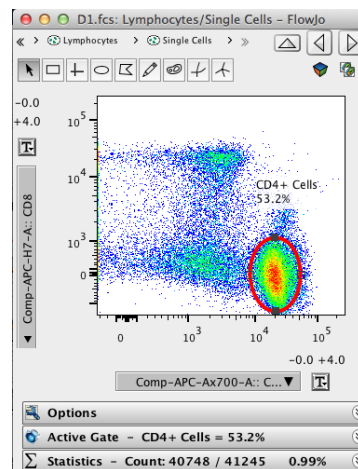 D1.fcs: Lymphocytes/Single Cells - FlowJo
« > Lymphocytes > Single Cells > »
-0.0
+4.0
T
10^5
10^4
10^3
0
CD4+ Cells
53.2%
Comp-APC-H7-A:: CD8
0 10^3 10^4 10^5
-0.0 +4.0
Comp-APC-Ax700-A:: C...▼ T
Options
Active Gate - CD4+ Cells = 53.2%
Σ Statistics - Count: 40748 / 41245 0.99%